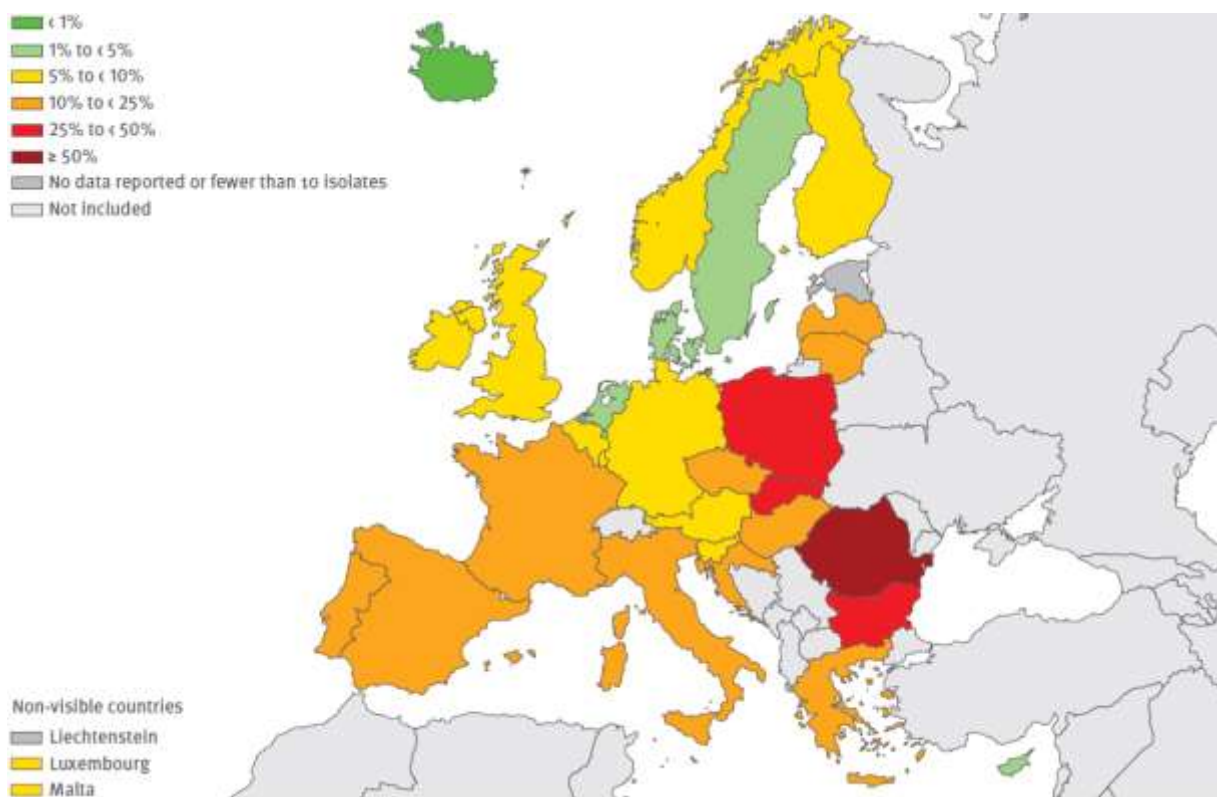 < 1%
1% to < 5%
5% to < 10%
10% to < 25%
25% to < 50%
≥ 50%
No data reported or fewer than 10 isolates
Not included
Non-visible countries
Liechtenstein
Luxembourg
Malta